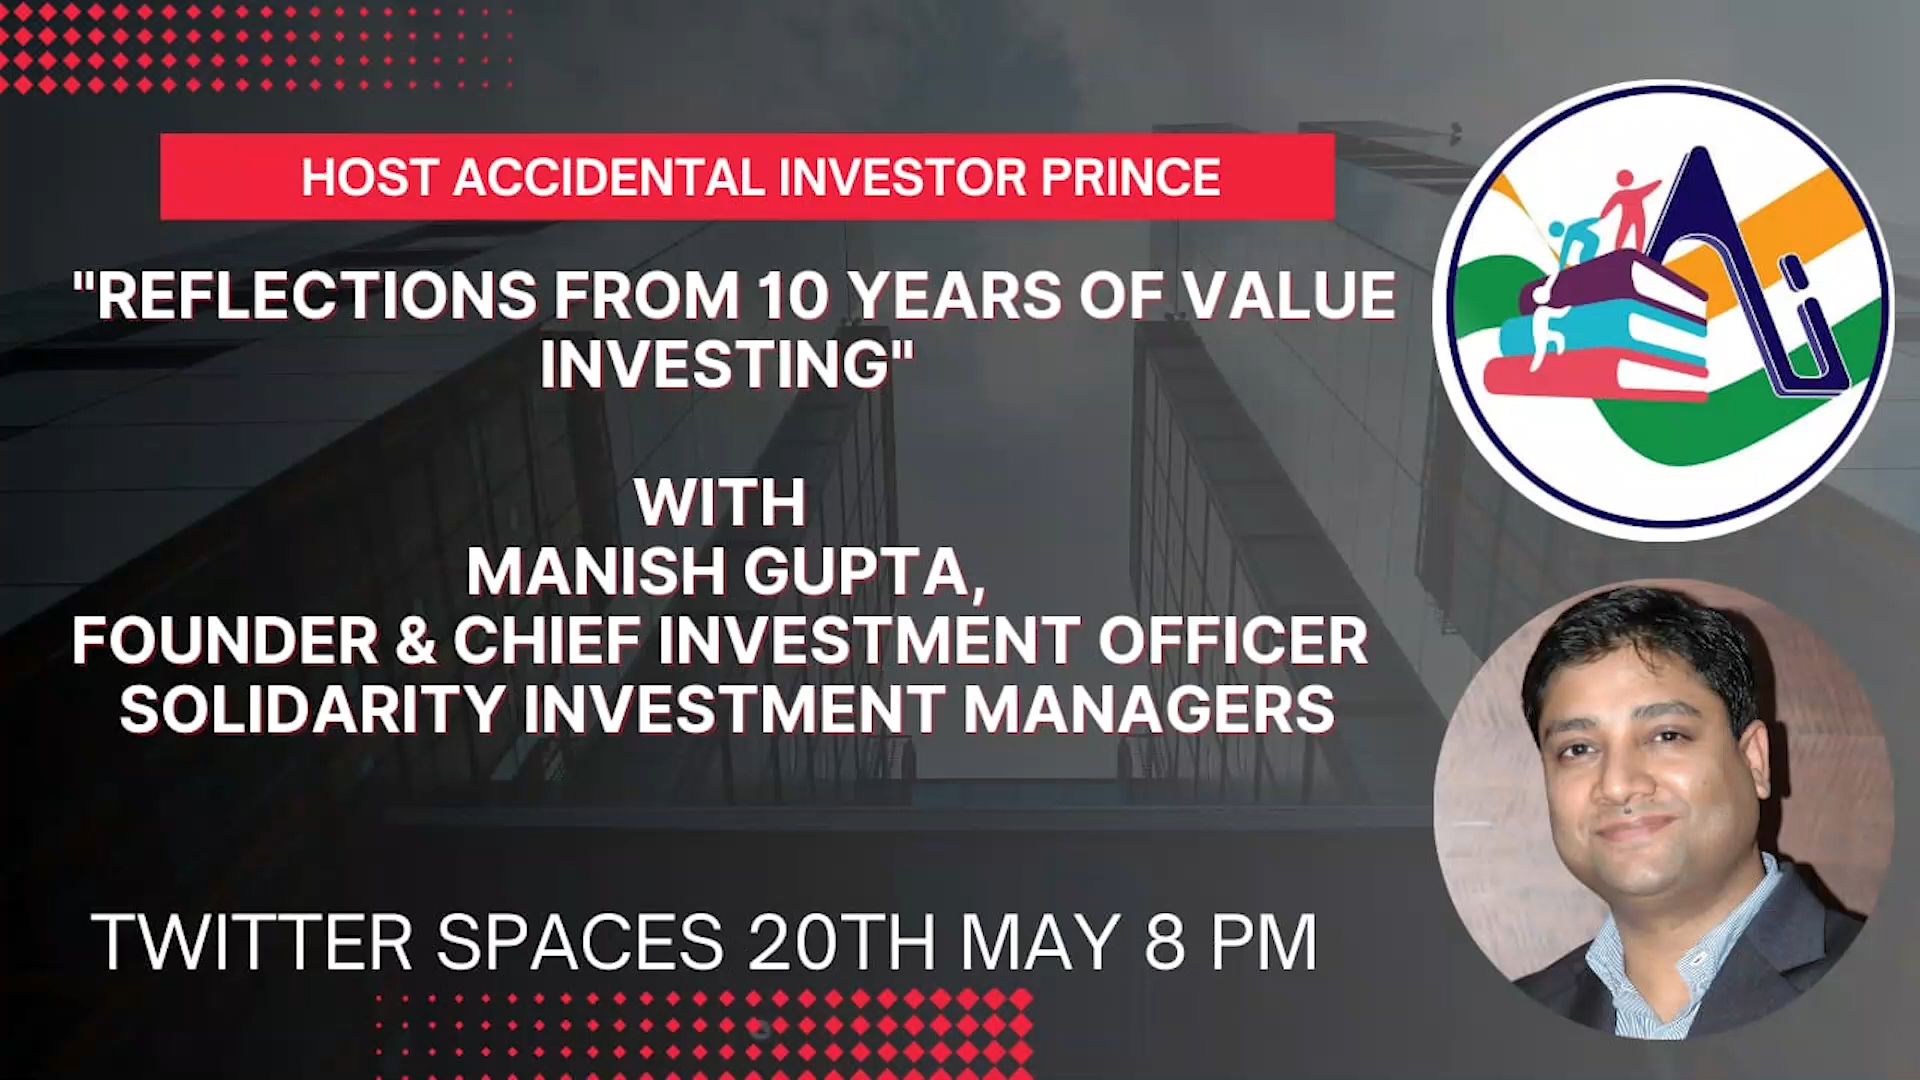 HOST ACCIDENTAL INVESTOR PRINCE
"REFLECTIONS FROM 10 YEARS OF VALUE
INVESTING"
WITH
MANISH GUPTA,
FOUNDER & CHIEF INVESTMENT OFFICER
SOLIDARITY INVESTMENT MANAGERS
TWITTER SPACES 20TH MAY 8 PM
Ai